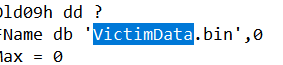 Old09h dd ?
FName db 'VictimData.bin',0
Max = 0